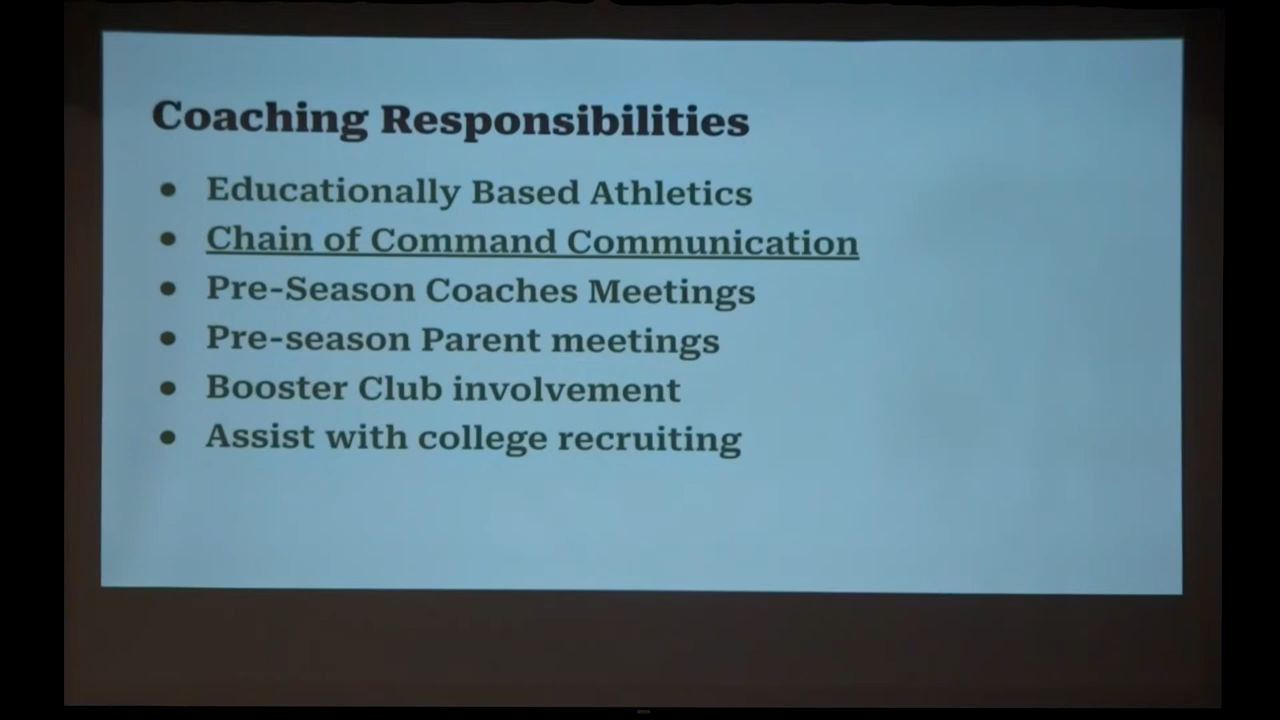 Coaching Responsibilities
● Educationally Based Athletics
● Chain of Command Communication
● Pre-Season Coaches Meetings
● Pre-season Parent meetings
● Booster Club involvement
● Assist with college recruiting